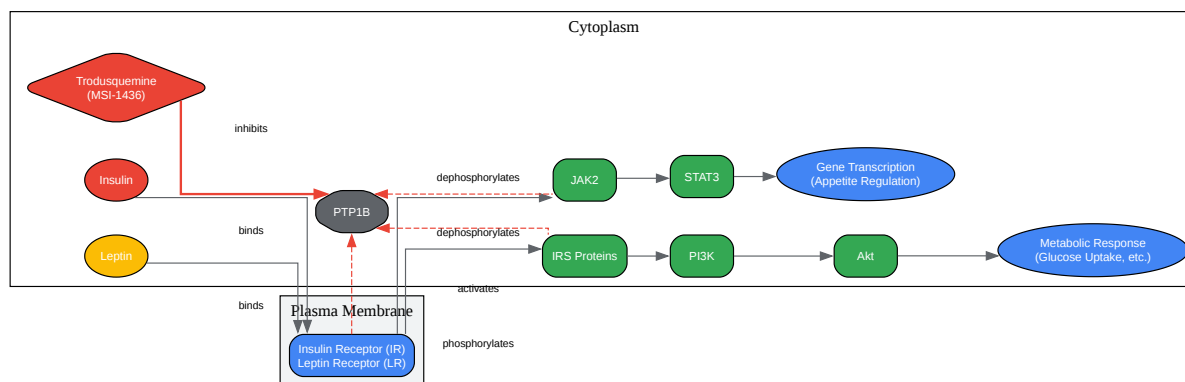 Cytoplasm
Trodusquemine
(MSI-1436)
inhibits
Insulin
dephosphorylates
JAK2
STAT3
Gene Transcription
(Appetite Regulation)
PTP1B
binds
dephosphorylates
Leptin
IRS Proteins
PI3K
Akt
Metabolic Response
(Glucose Uptake, etc.)
activates
binds
Plasma Membrane
phosphorylates
Insulin Receptor (IR)
Leptin Receptor (LR)